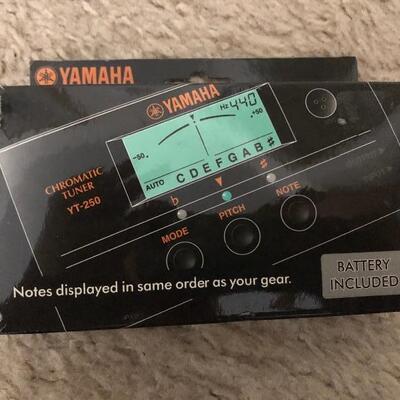 YAMAHA
YAMAHA
Hz 440
-50 +50
AUTO C D E F G A B #
CHROMATIC
TUNER
YT-250
♭ ▼ ♯
MODE PITCH NOTE
Notes displayed in same order as your gear.
BATTERY
INCLUDED